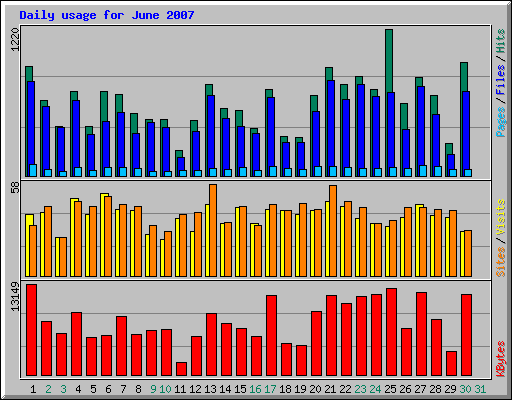 Daily usage for June 2007
1220
Pages / Files / Hits
58
Sites / Visits
13149
KBytes
1 2 3 4 5 6 7 8 9 10 11 12 13 14 15 16 17 18 19 20 21 22 23 24 25 26 27 28 29 30 31